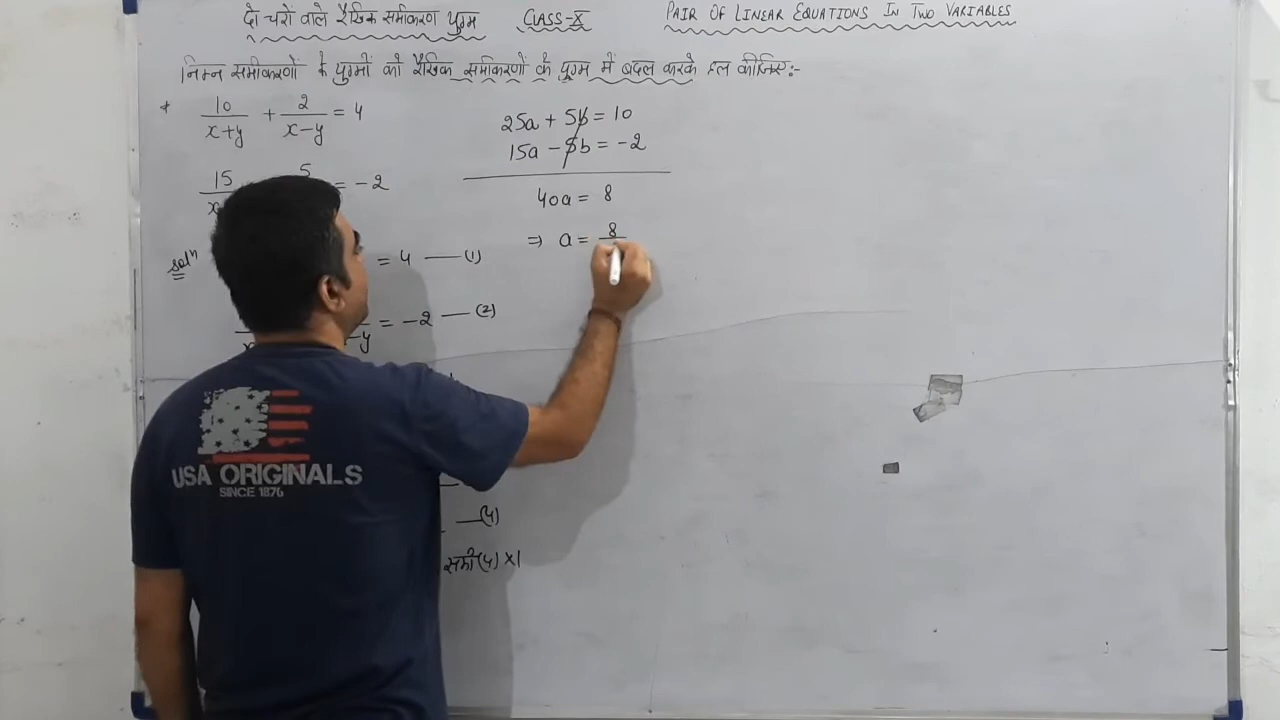 दो चरों वाले रैखिक समीकरण युग्म CLASS-X PAIR OF LINEAR EQUATIONS IN TWO VARIABLES
निम्न समीकरणों के युग्मों को रैखिक समीकरणों के युग्म में बदल करके हल कीजिए:-
* 10/(x+y) + 2/(x-y) = 4
15/x 5 = -2
Solⁿ = 4 —(1)
-y = -2 —(2)
—(4)
समी(4) ×1
25a + 5b = 10
15a - 5b = -2
40a = 8
⇒ a = 8
USA ORIGINALS
SINCE 1876